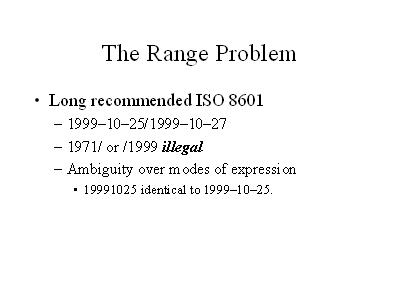 The Range Problem
• Long recommended ISO 8601
– 1999–10–25/1999–10–27
– 1971/ or /1999 illegal
– Ambiguity over modes of expression
• 19991025 identical to 1999–10–25.